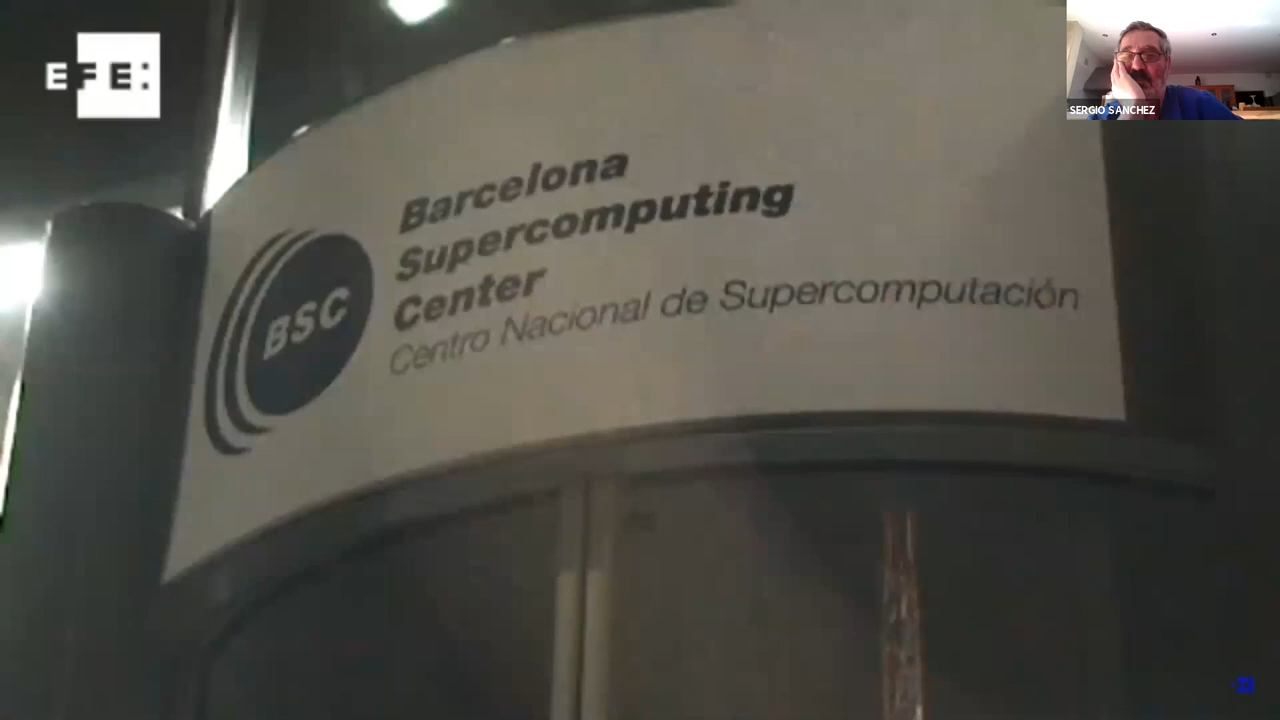 EFE:
SERGIO SANCHEZ
BSC
Barcelona
Supercomputing
Center
Centro Nacional de Supercomputación